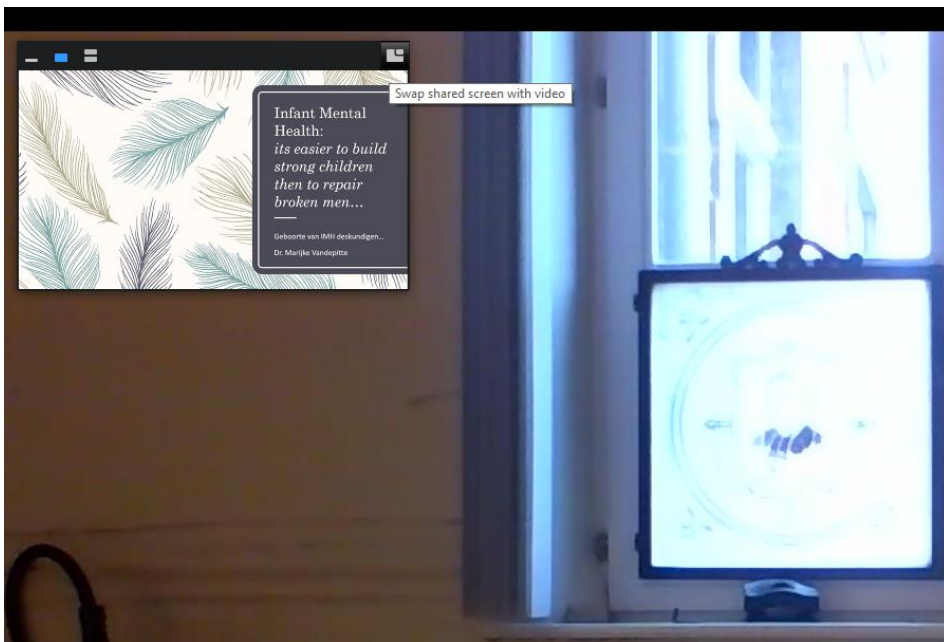 Swap shared screen with video
Infant Mental
Health:
its easier to build
strong children
then to repair
broken men…
Geboorte van IMH deskundigen…
Dr. Marijke Vandepitte